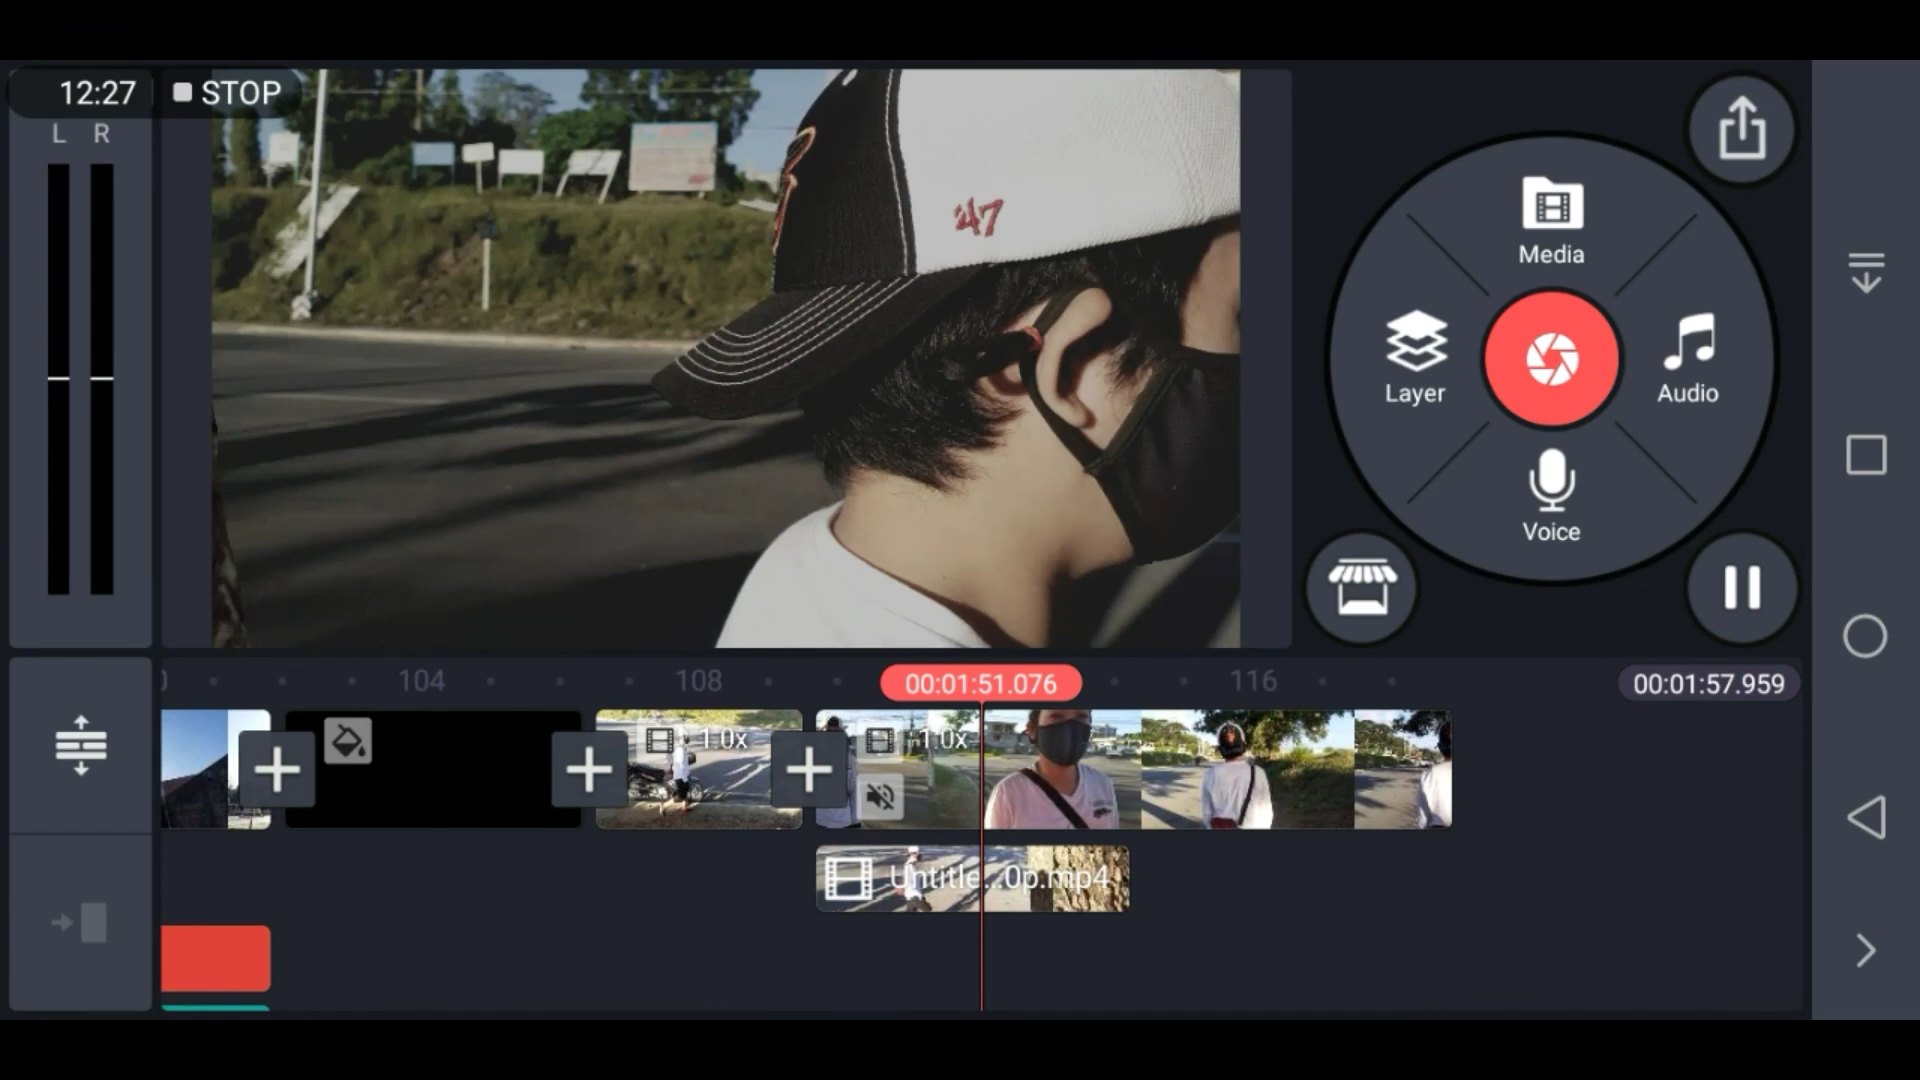 12:27 STOP
L R
'47
Media
Layer
Audio
Voice
104
108
00:01:51.076
116
00:01:57.959
1.0x
1.0x
Untitle...0p.mp4